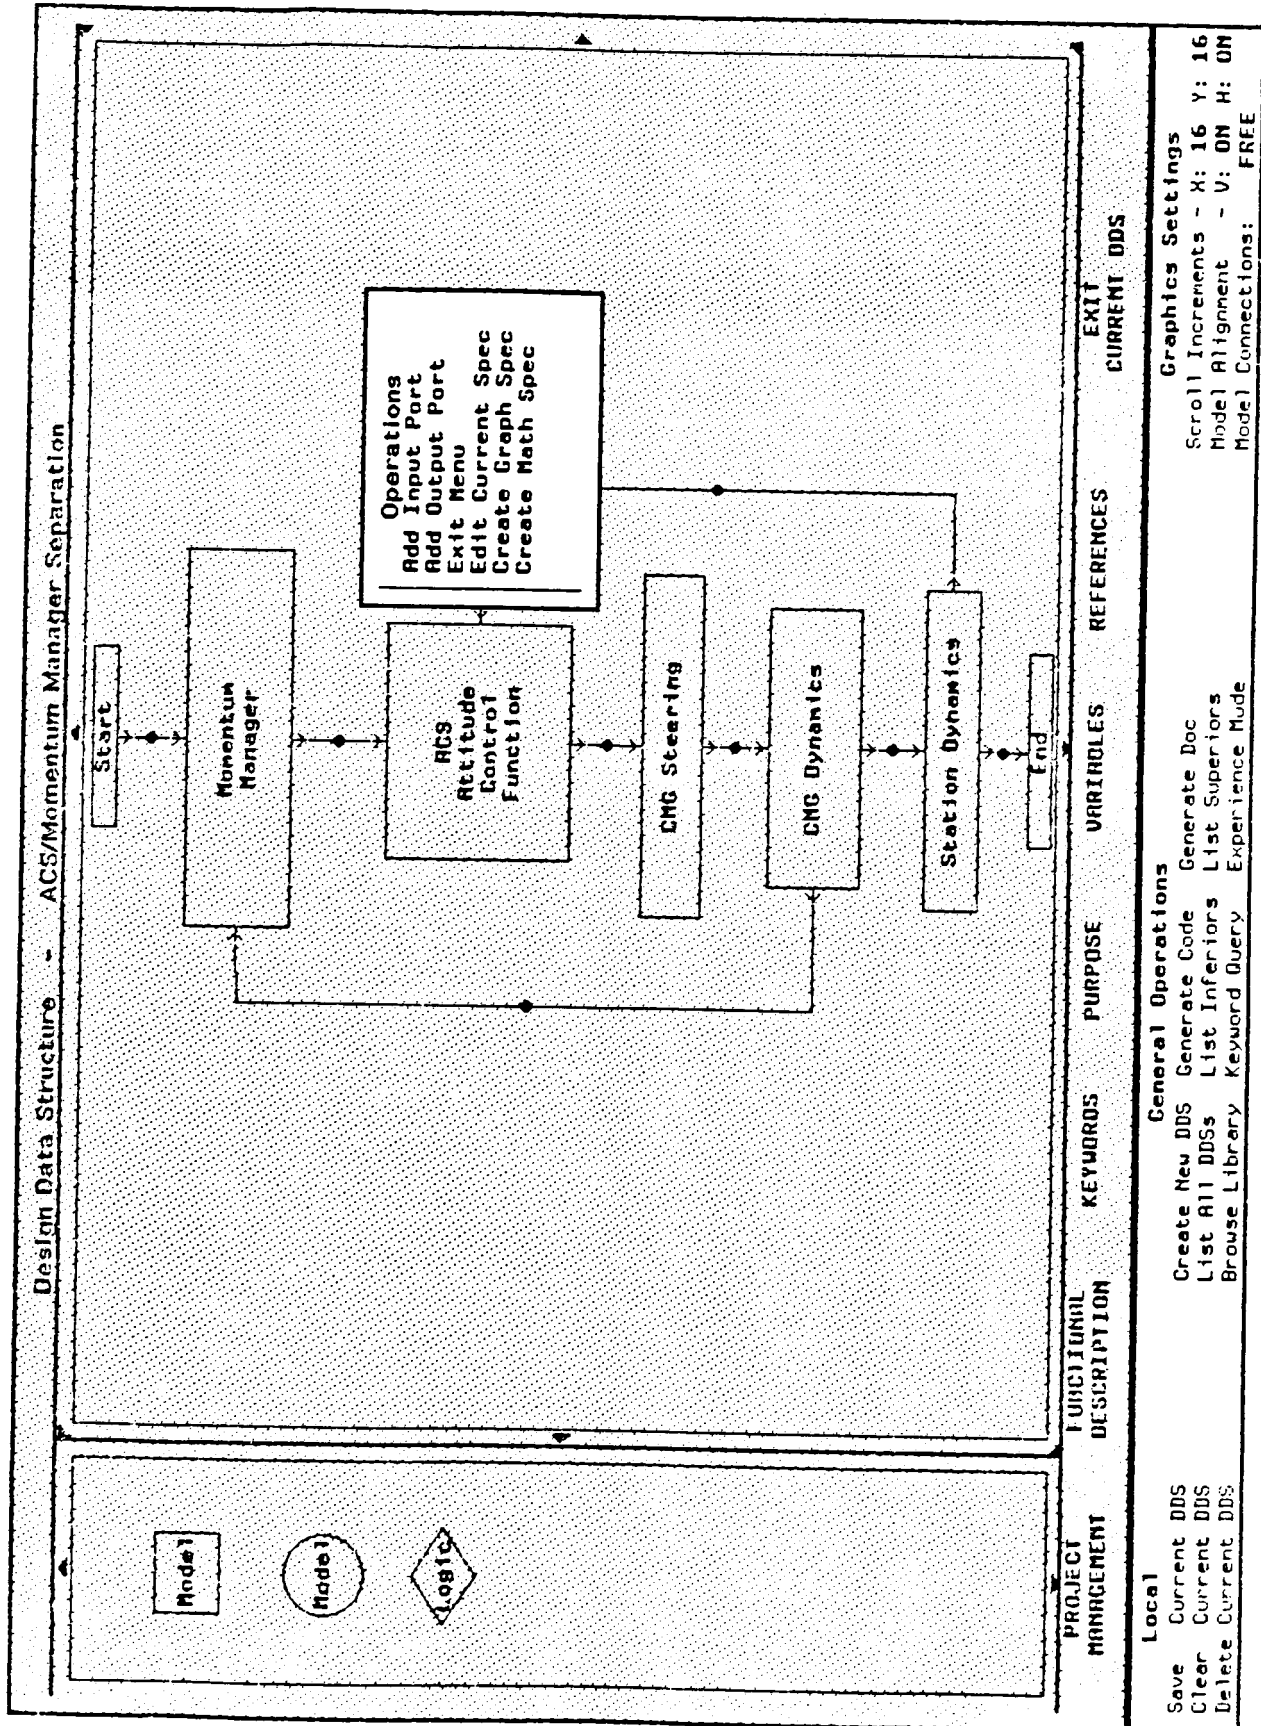 Design Data Structure - ACS/Momentum Manager Separation
Model
Model
Logic
Start
Momentum
Manager
ACS
Attitude
Control
Function
Operations
Add Input Port
Add Output Port
Exit Menu
Edit Current Spec
Create Graph Spec
Create Math Spec
CMG Steering
CMG Dynamics
Station Dynamics
End
PROJECT
MANAGEMENT
FUNCTIONAL
DESCRIPTION
KEYWORDS
PURPOSE
VARIABLES
REFERENCES
EXIT
CURRENT DDS
Local
Save Current DDS
Clear Current DDS
Delete Current DDS
General Operations
Create New DDS Generate Code Generate Doc
List All DDSs List Inferiors List Superiors
Browse Library Keyword Query Experience Mode
Graphics Settings
Scroll Increments - X: 16 Y: 16
Model Alignment - V: ON H: ON
Model Connections: FREE